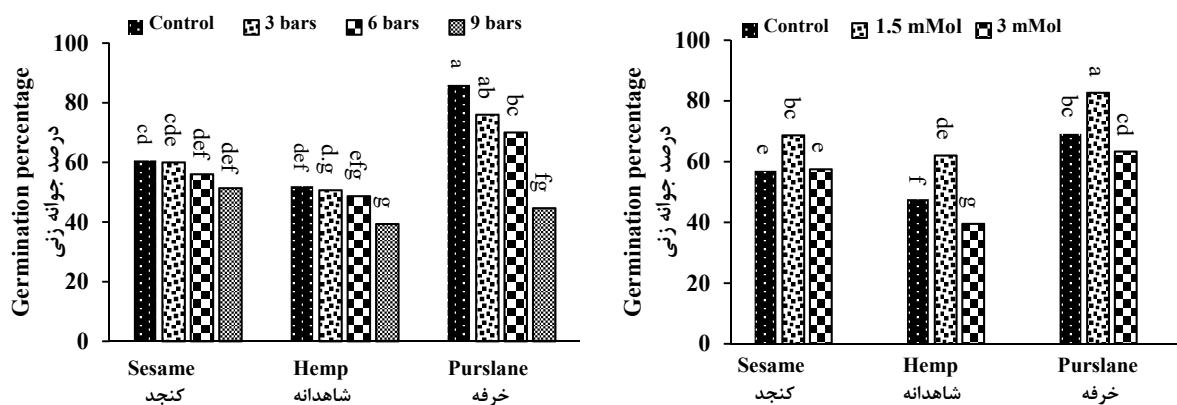 Control 3 bars 6 bars 9 bars
100
80
60
40
20
0
Germination percentage
درصد جوانه زنی
cd cde def def
def d.g efg g
a ab bc fg
Sesame Hemp Purslane
کنجد شاهدانه خرفه
Control 1.5 mMol 3 mMol
100
80
60
40
20
0
Germination percentage
درصد جوانه زنی
e bc e
f de g
bc a cd
Sesame Hemp Purslane
کنجد شاهدانه خرفه